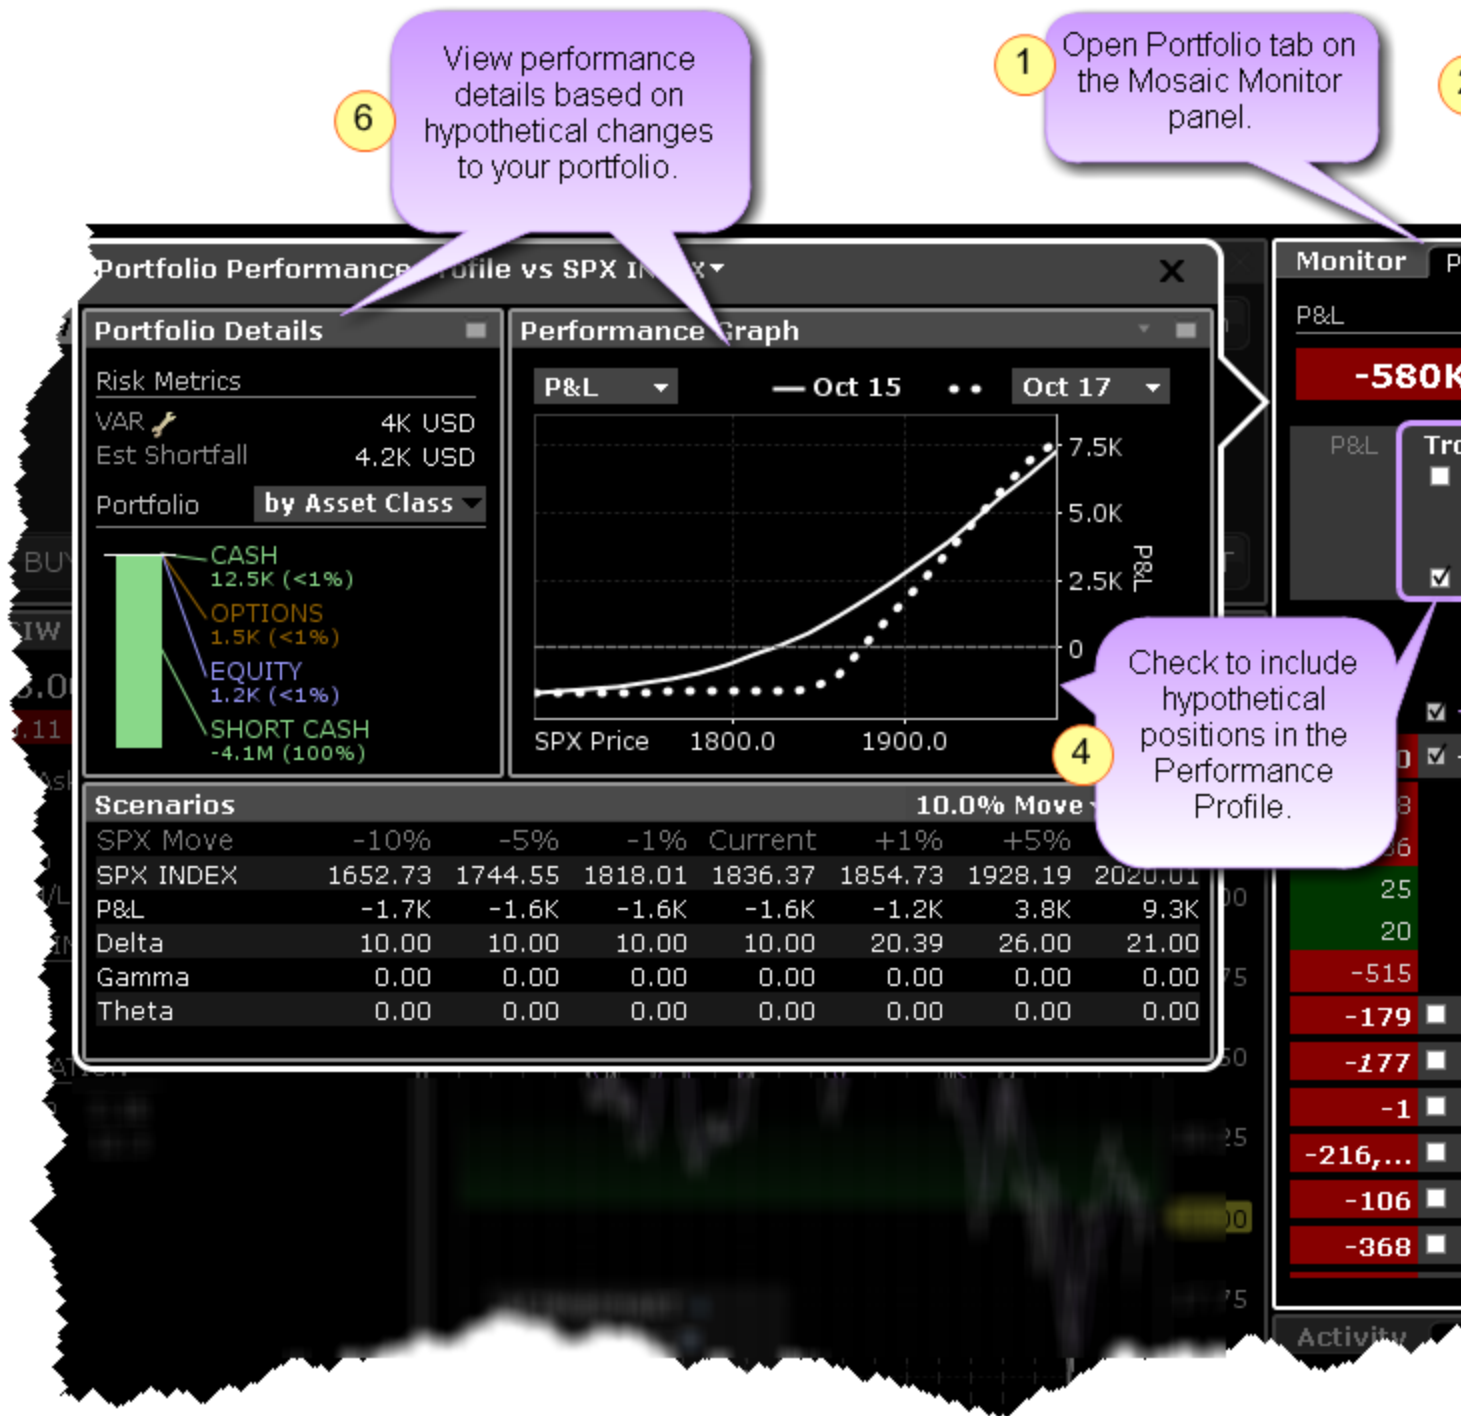 View performance
details based on
hypothetical changes
to your portfolio.
6
1
Open Portfolio tab on
the Mosaic Monitor
panel.
Portfolio Performance vs SPX
X
Portfolio Details
Risk Metrics
VAR 4K USD
Est Shortfall 4.2K USD
Portfolio by Asset Class
CASH
12.5K (<1%)
OPTIONS
1.5K (<1%)
EQUITY
1.2K (<1%)
SHORT CASH
-4.1M (100%)
Performance Graph
P&L Oct 15 Oct 17
7.5K
5.0K
2.5K
0
P&L
SPX Price 1800.0 1900.0
4
Check to include
hypothetical
positions in the
Performance
Profile.
Scenarios 10.0% Move
SPX Move -10% -5% -1% Current +1% +5%
SPX INDEX 1652.73 1744.55 1818.01 1836.37 1854.73 1928.19 2020.01
P&L -1.7K -1.6K -1.6K -1.6K -1.2K 3.8K 9.3K
Delta 10.00 10.00 10.00 10.00 20.39 26.00 21.00
Gamma 0.00 0.00 0.00 0.00 0.00 0.00 0.00
Theta 0.00 0.00 0.00 0.00 0.00 0.00 0.00
Monitor
P&L
-580K
P&L
25
20
-515
-179
-177
-1
-216,...
-106
-368
Activity